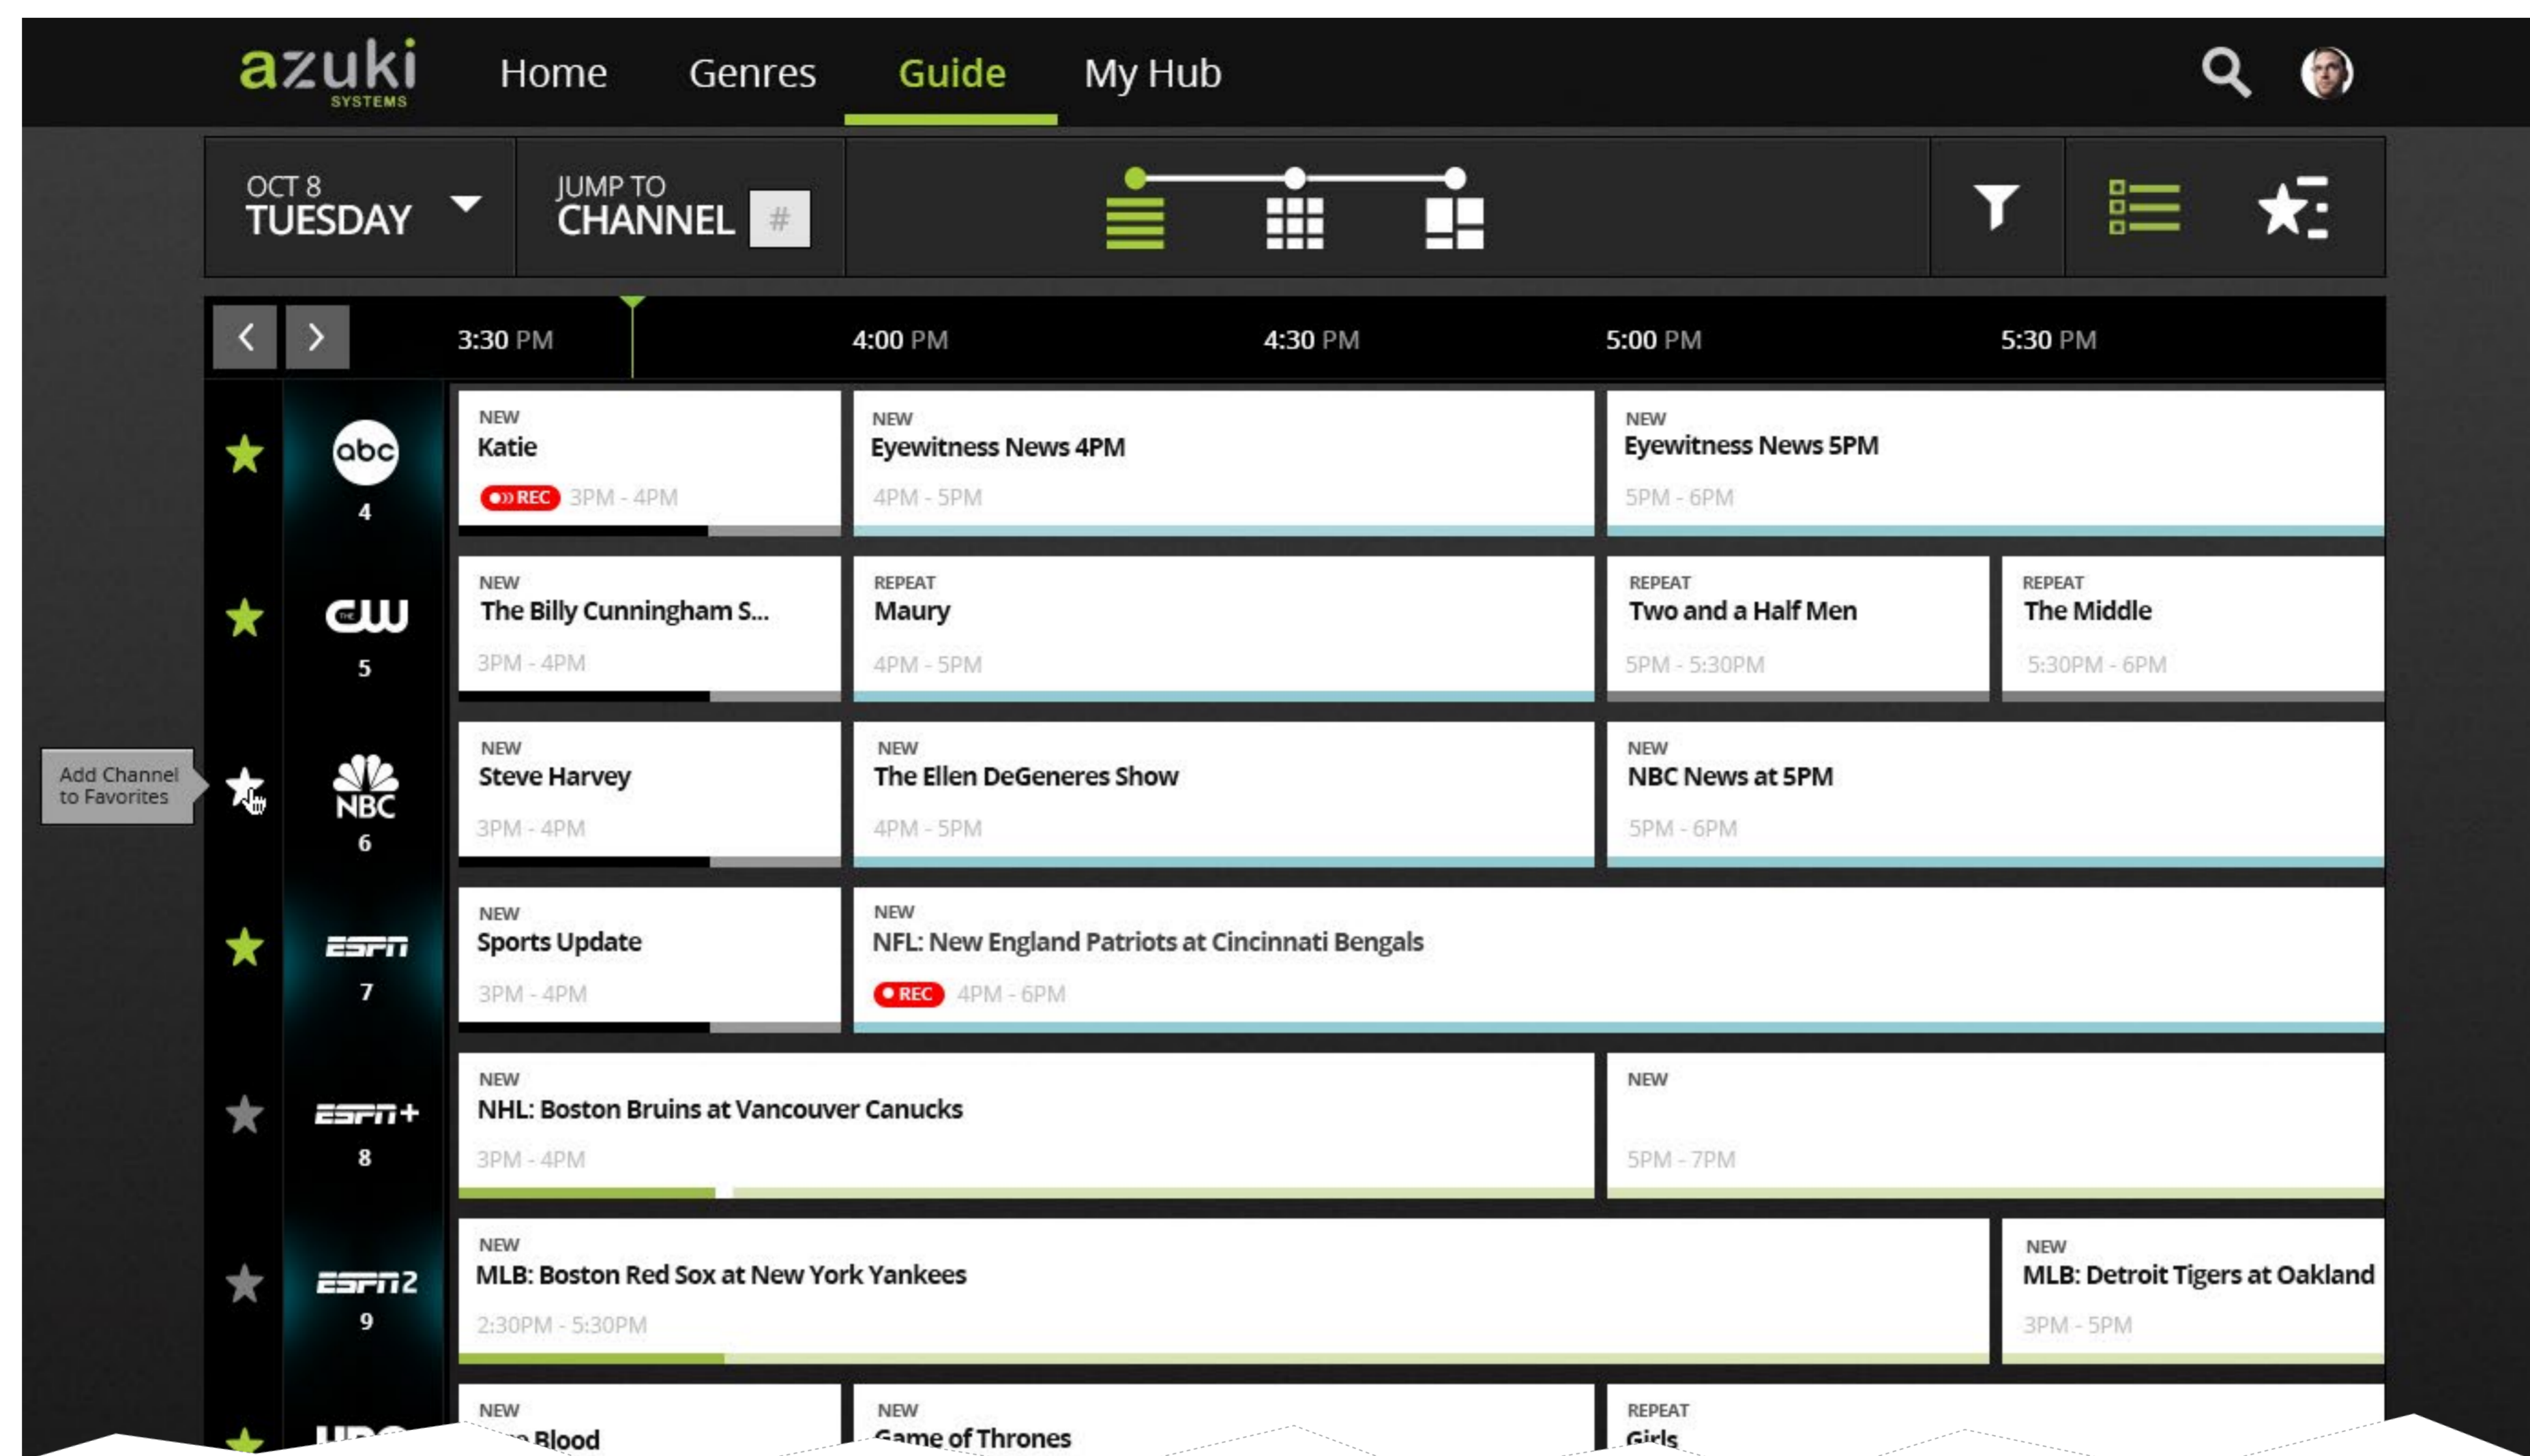 azuki
SYSTEMS
Home
Genres
Guide
My Hub
OCT 8
TUESDAY
JUMP TO
CHANNEL
#
3:30 PM
4:00 PM
4:30 PM
5:00 PM
5:30 PM
abc
4
NEW
Katie
REC 3PM - 4PM
NEW
Eyewitness News 4PM
4PM - 5PM
NEW
Eyewitness News 5PM
5PM - 6PM
THE CW
5
NEW
The Billy Cunningham S...
3PM - 4PM
REPEAT
Maury
4PM - 5PM
REPEAT
Two and a Half Men
5PM - 5:30PM
REPEAT
The Middle
5:30PM - 6PM
Add Channel
to Favorites
NBC
6
NEW
Steve Harvey
3PM - 4PM
NEW
The Ellen DeGeneres Show
4PM - 5PM
NEW
NBC News at 5PM
5PM - 6PM
ESPN
7
NEW
Sports Update
3PM - 4PM
NEW
NFL: New England Patriots at Cincinnati Bengals
REC 4PM - 6PM
ESPN+
8
NEW
NHL: Boston Bruins at Vancouver Canucks
3PM - 4PM
NEW
5PM - 7PM
ESPN2
9
NEW
MLB: Boston Red Sox at New York Yankees
2:30PM - 5:30PM
NEW
MLB: Detroit Tigers at Oakland
3PM - 5PM
NEW
Blood
NEW
Game of Thrones
REPEAT
Girls